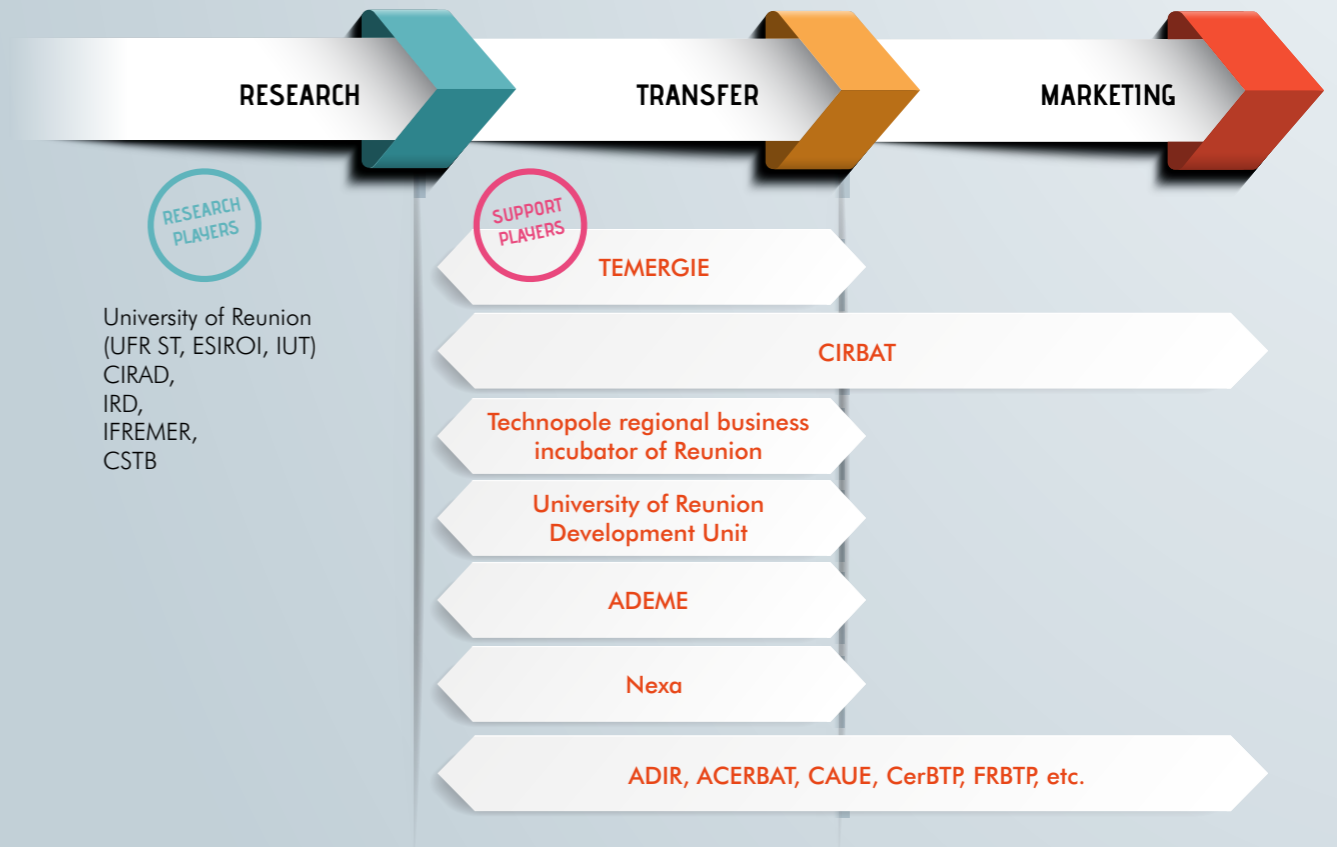 RESEARCH
TRANSFER
MARKETING
RESEARCH
PLAYERS
University of Reunion
(UFR ST, ESIROI, IUT)
CIRAD,
IRD,
IFREMER,
CSTB
SUPPORT
PLAYERS
TEMERGIE
CIRBAT
Technopole regional business
incubator of Reunion
University of Reunion
Development Unit
ADEME
Nexa
ADIR, ACERBAT, CAUE, CerBTP, FRBTP, etc.